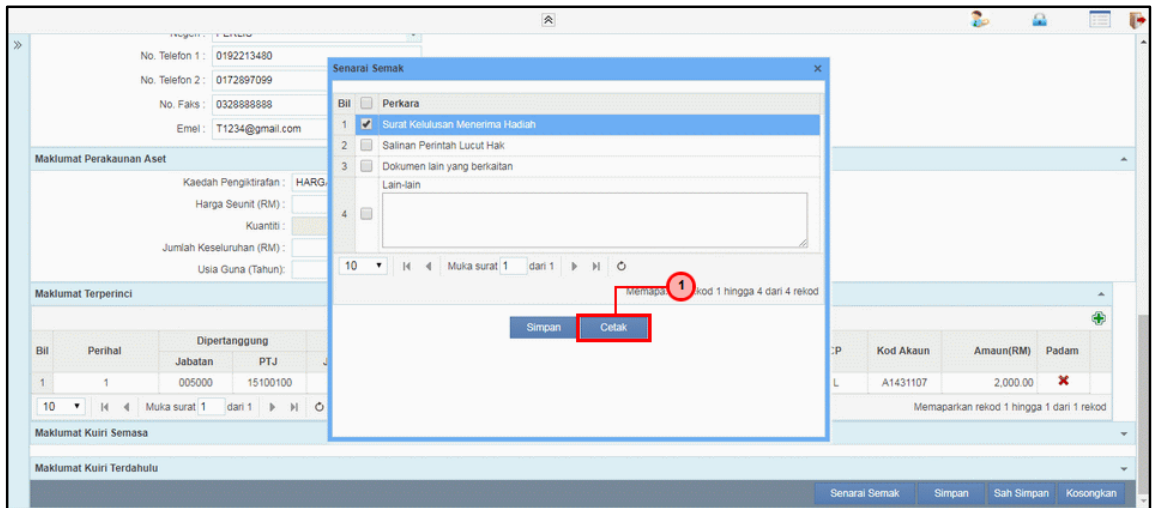 No. Telefon 1 : 0192213480
No. Telefon 2 : 0172897099
No. Faks : 0328888888
Emel : T1234@gmail.com
Maklumat Perakaunan Aset
Kaedah Pengiktirafan : HARG
Harga Seunit (RM) :
Kuantiti :
Jumlah Keseluruhan (RM) :
Usia Guna (Tahun):
Maklumat Terperinci
Bil Perihal Dipertanggung Kod Akaun Amaun(RM) Padam
Jabatan PTJ
1 1 005000 15100100 L A1431107 2,000.00
10 Muka surat 1 dari 1 Memaparkan rekod 1 hingga 1 dari 1 rekod
Maklumat Kuiri Semasa
Maklumat Kuiri Terdahulu
Senarai Semak Simpan Sah Simpan Kosongkan
Senarai Semak
Bil Perkara
1 Surat Kelulusan Menerima Hadiah
2 Salinan Perintah Lucut Hak
3 Dokumen lain yang berkaitan
Lain-lain
4
10 Muka surat 1 dari 1
1
Memapa kod 1 hingga 4 dari 4 rekod
Simpan Cetak